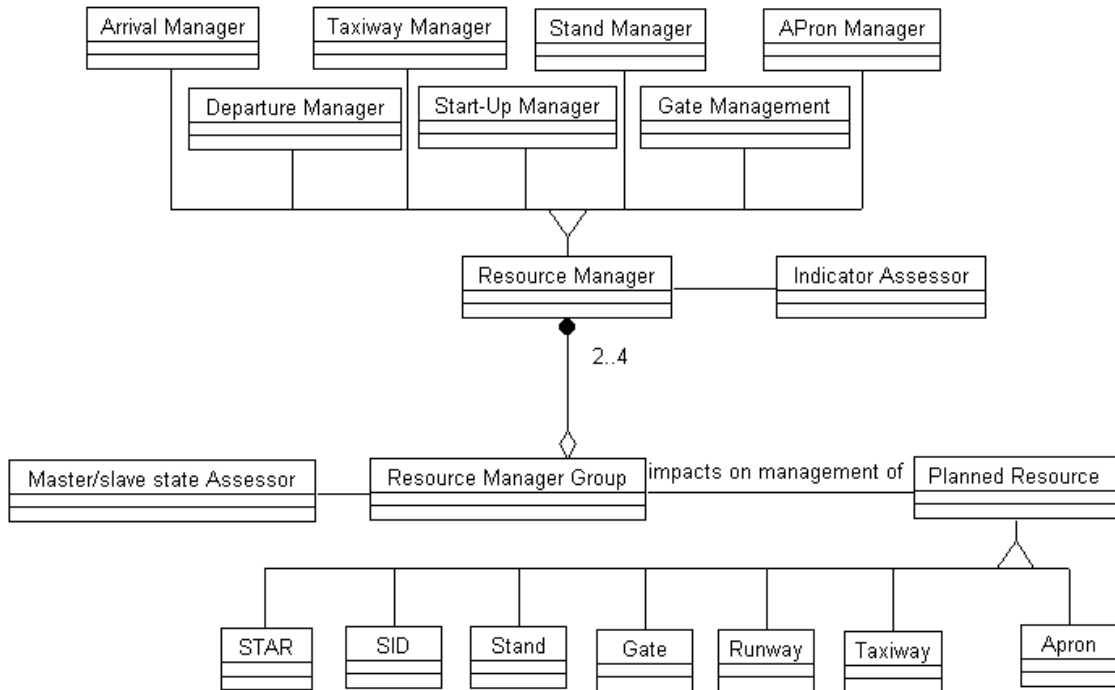 Arrival Manager
Taxiway Manager
Stand Manager
APron Manager
Departure Manager
Start-Up Manager
Gate Management
Resource Manager
Indicator Assessor
2..4
Master/slave state Assessor
Resource Manager Group
impacts on management of
Planned Resource
STAR
SID
Stand
Gate
Runway
Taxiway
Apron